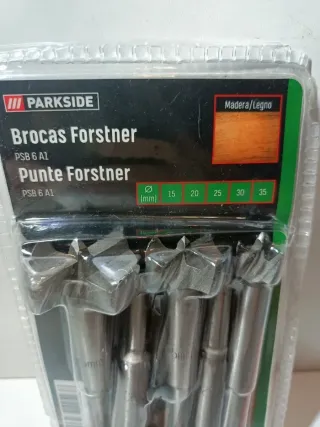 /// PARKSIDE
Madera/Legno
Brocas Forstner
PSB 6 A1
Punte Forstner
PSB 6 A1
Ø (mm) 15 20 25 30 35